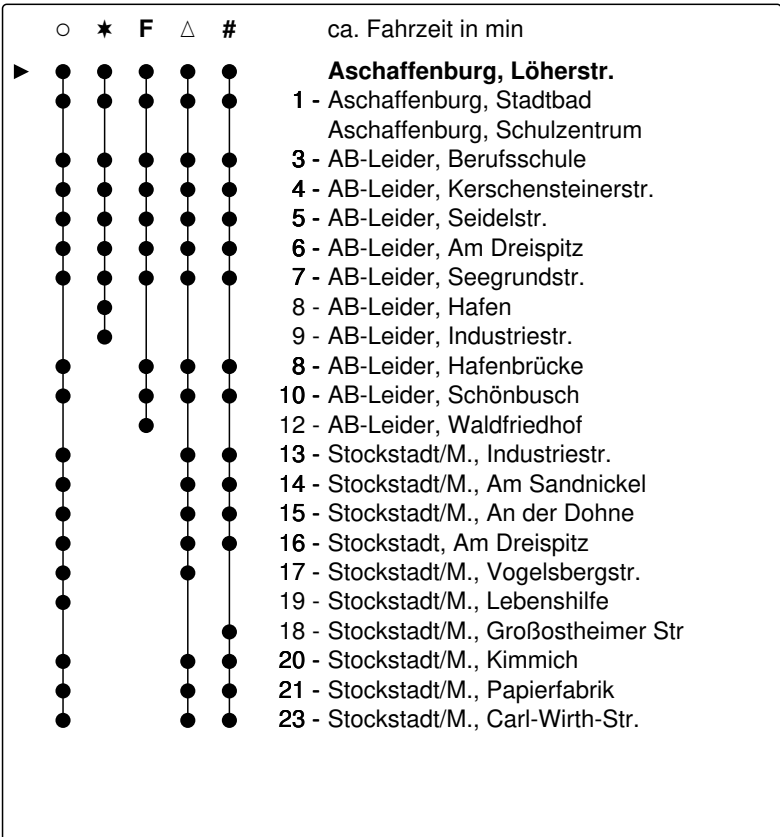 ○ ✶ F △ # ca. Fahrzeit in min
Aschaffenburg, Löherstr.
1 - Aschaffenburg, Stadtbad
Aschaffenburg, Schulzentrum
3 - AB-Leider, Berufsschule
4 - AB-Leider, Kerschensteinerstr.
5 - AB-Leider, Seidelstr.
6 - AB-Leider, Am Dreispitz
7 - AB-Leider, Seegrundstr.
8 - AB-Leider, Hafen
9 - AB-Leider, Industriestr.
8 - AB-Leider, Hafenbrücke
10 - AB-Leider, Schönbusch
12 - AB-Leider, Waldfriedhof
13 - Stockstadt/M., Industriestr.
14 - Stockstadt/M., Am Sandnickel
15 - Stockstadt/M., An der Dohne
16 - Stockstadt, Am Dreispitz
17 - Stockstadt/M., Vogelsbergstr.
19 - Stockstadt/M., Lebenshilfe
18 - Stockstadt/M., Großostheimer Str
20 - Stockstadt/M., Kimmich
21 - Stockstadt/M., Papierfabrik
23 - Stockstadt/M., Carl-Wirth-Str.